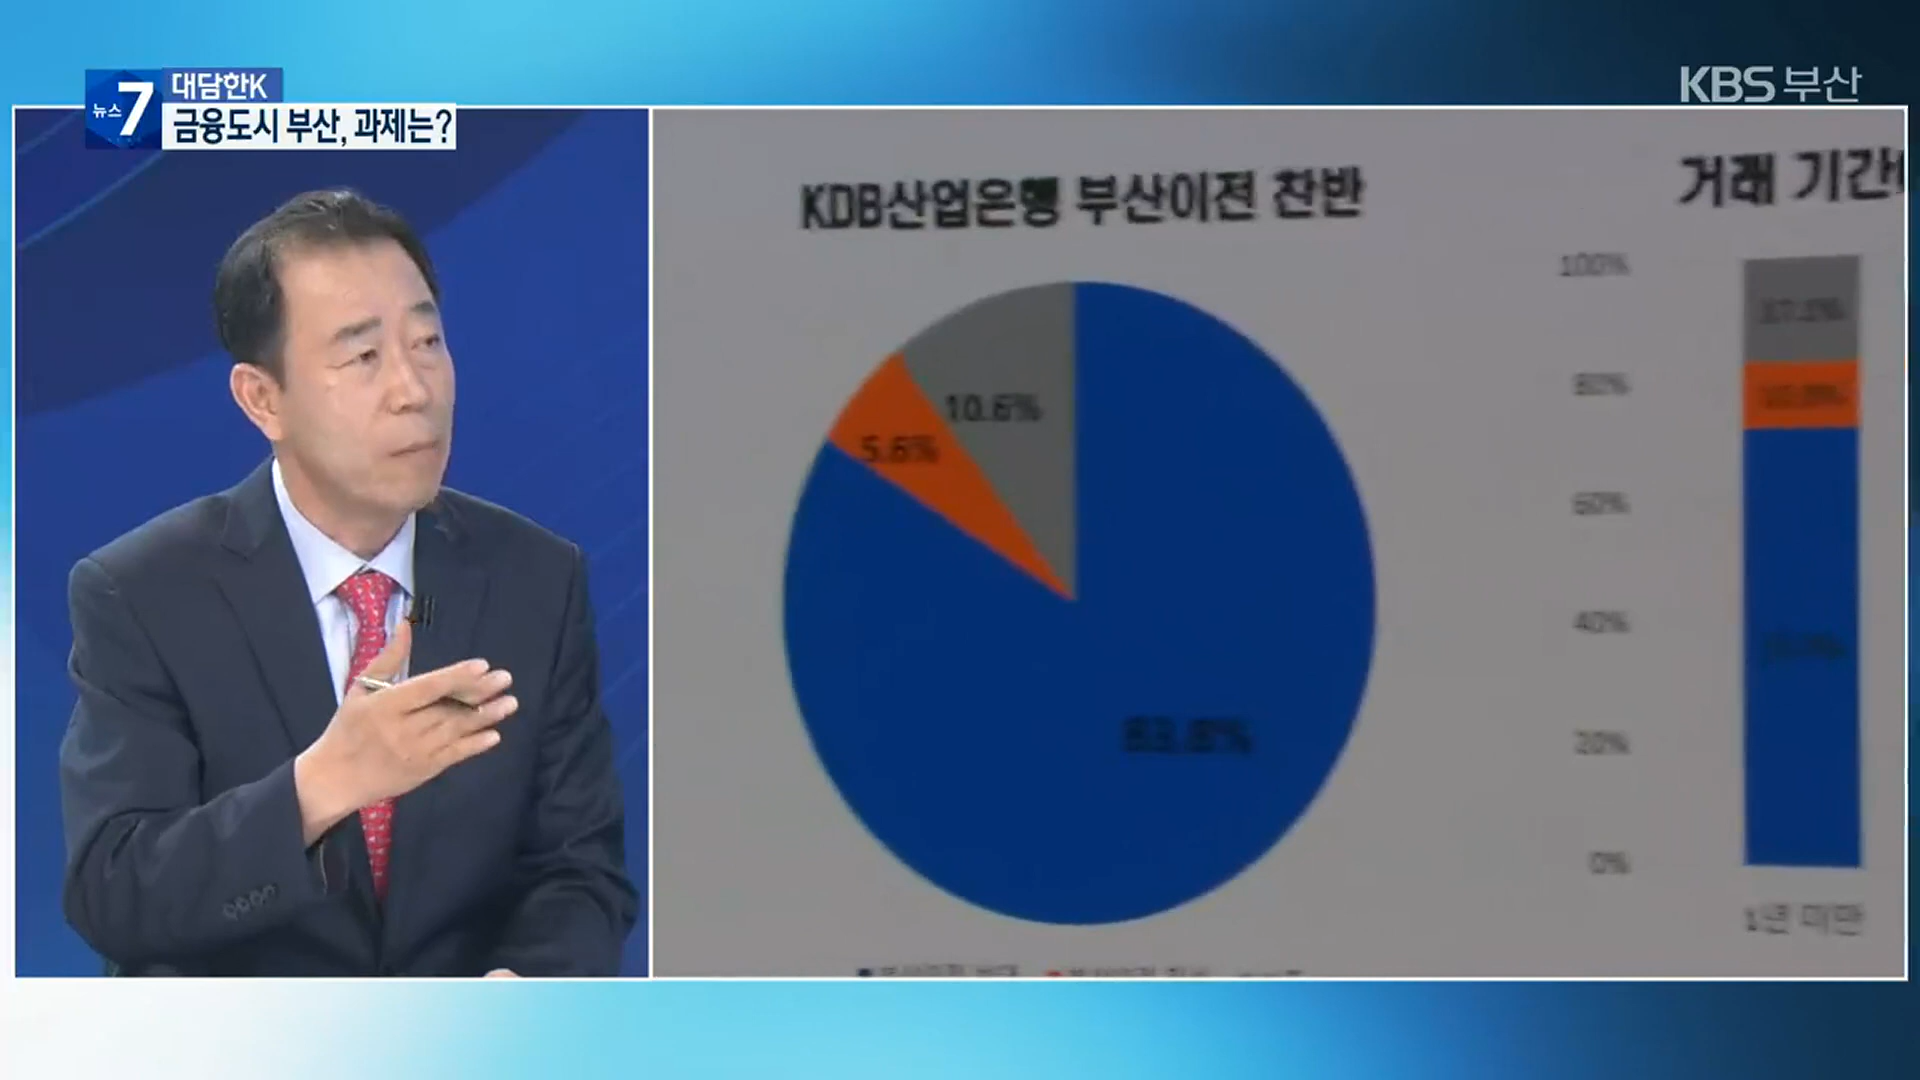 뉴스 7
대담한K
금융도시 부산, 과제는?
KBS 부산
KDB산업은행 부산이전 찬반
10.6%
5.6%
83.8%
거래 기간
100%
80%
60%
40%
20%
0%
1년 미만